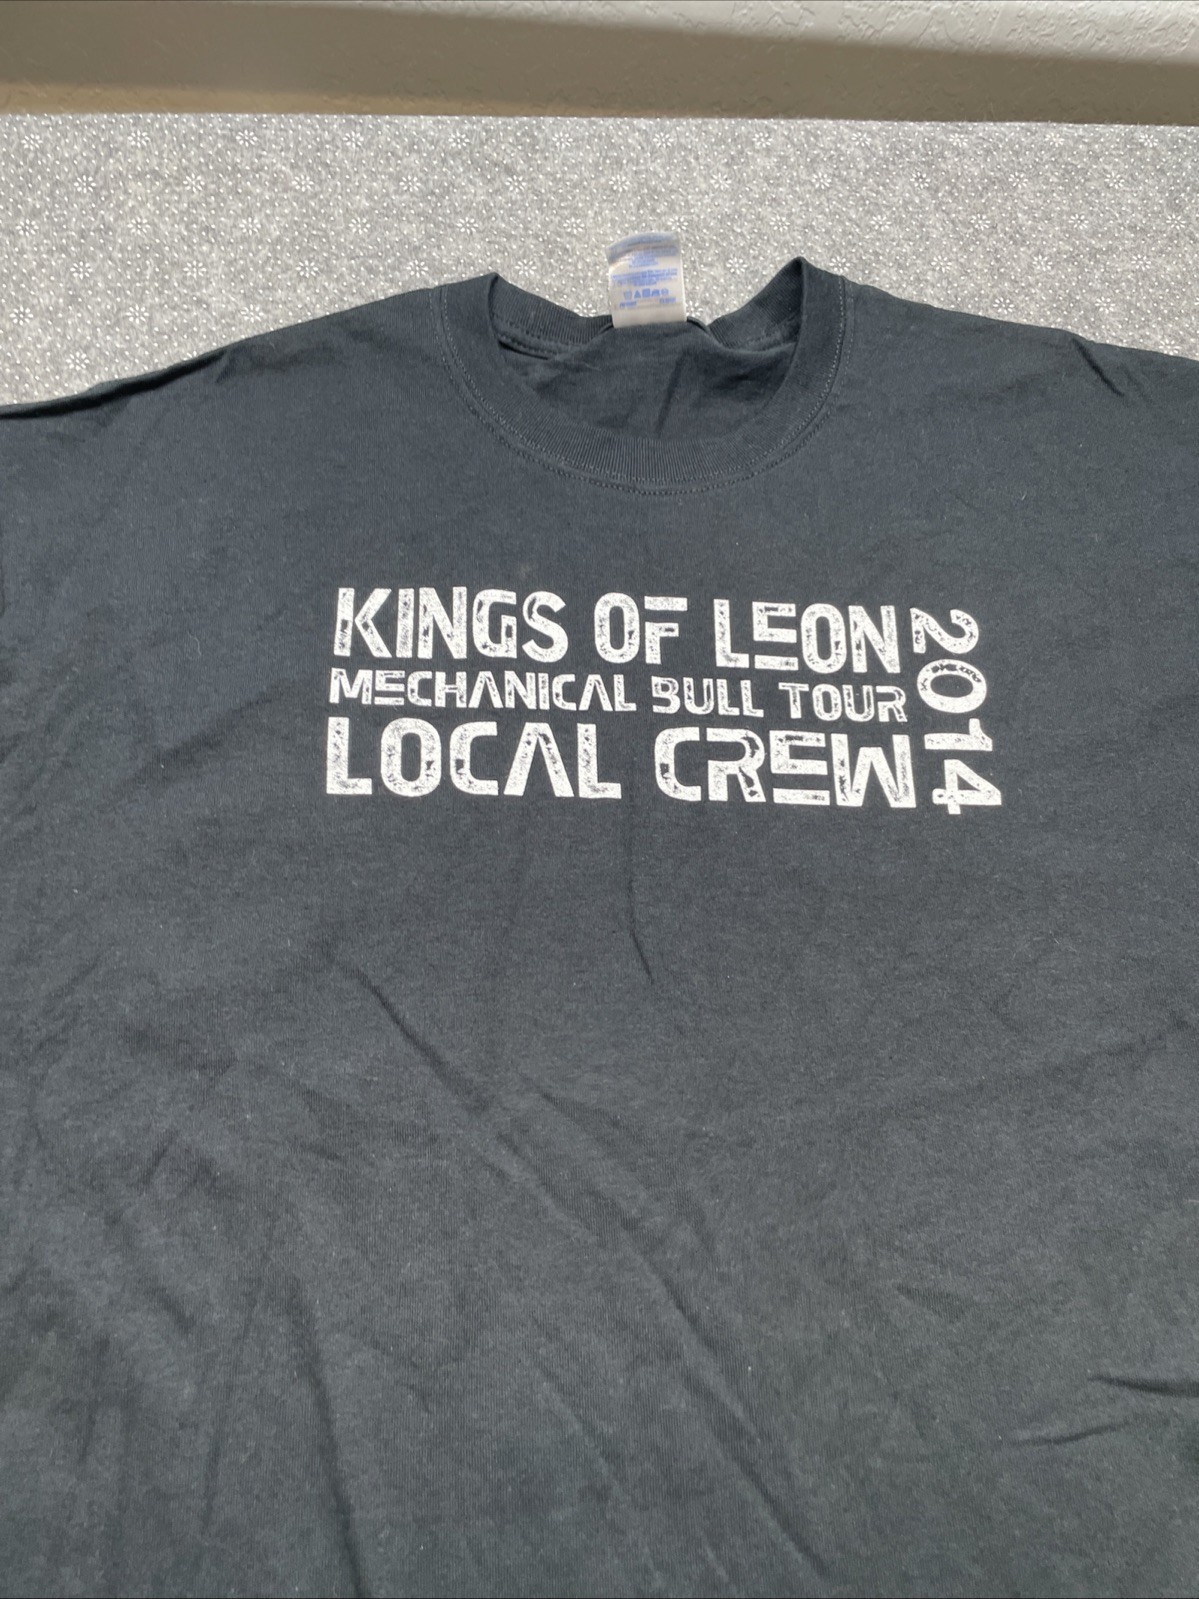 KINGS OF LEON
MECHANICAL BULL TOUR
LOCAL CREW
2014